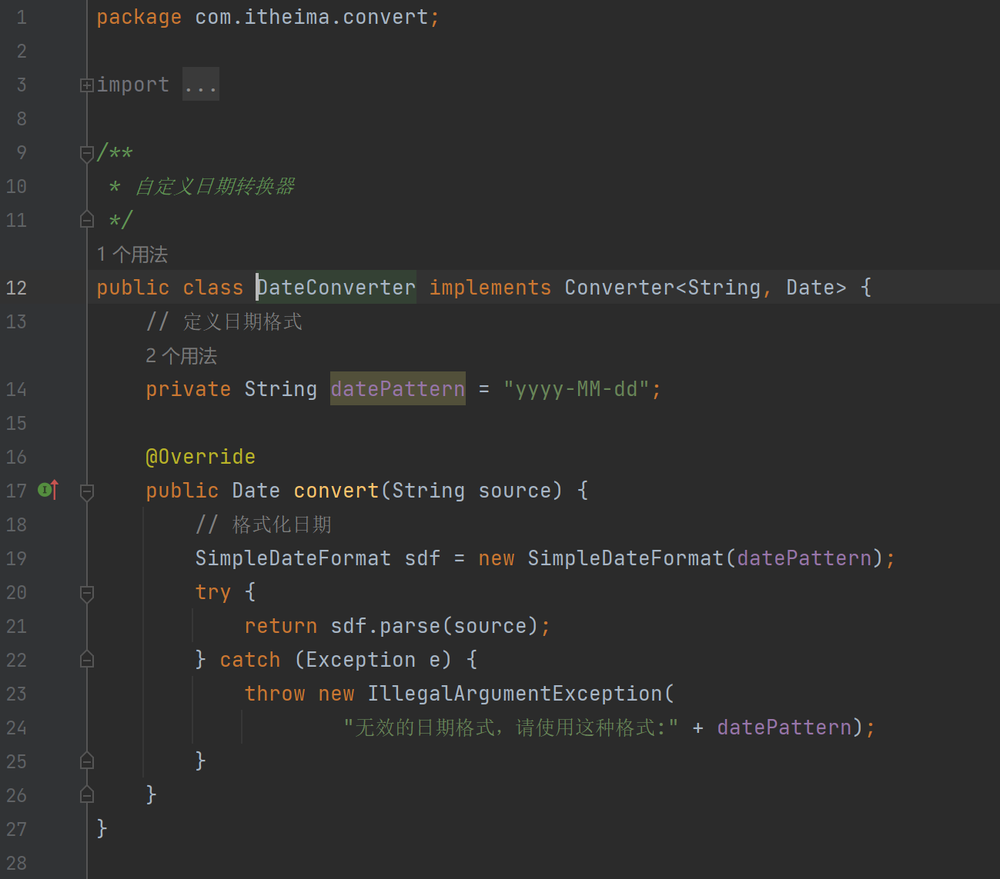 1 package com.itheima.convert;
2
3 import ...
8
9 /**
10 * 自定义日期转换器
11 */
1 个用法
12 public class DateConverter implements Converter<String, Date> {
13 // 定义日期格式
2 个用法
14 private String datePattern = "yyyy-MM-dd";
15
16 @Override
17 public Date convert(String source) {
18 // 格式化日期
19 SimpleDateFormat sdf = new SimpleDateFormat(datePattern);
20 try {
21 return sdf.parse(source);
22 } catch (Exception e) {
23 throw new IllegalArgumentException(
24 "无效的日期格式，请使用这种格式:" + datePattern);
25 }
26 }
27 }
28